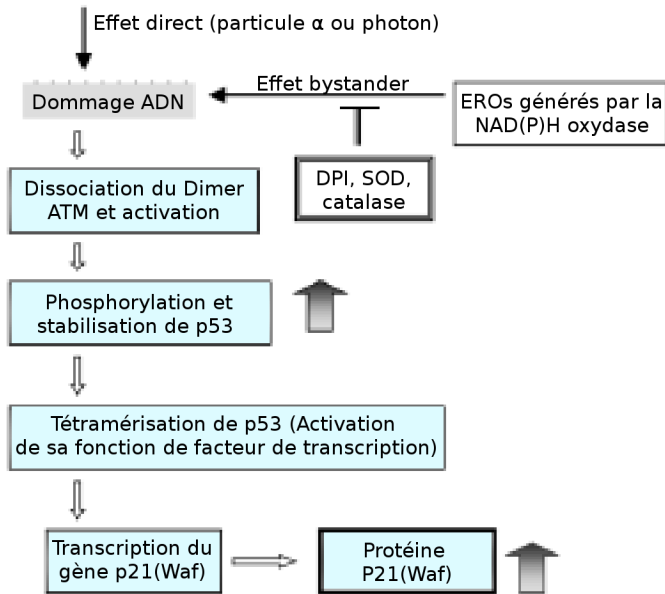 Effet direct (particule α ou photon)
Effet bystander
Dommage ADN
EROs générés par la
NAD(P)H oxydase
Dissociation du Dimer
ATM et activation
DPI, SOD,
catalase
Phosphorylation et
stabilisation de p53
Tétramérisation de p53 (Activation
de sa fonction de facteur de transcription)
Transcription du
gène p21(Waf)
Protéine
P21(Waf)